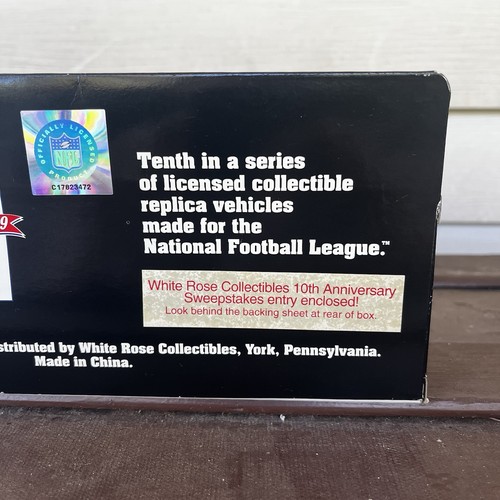 OFFICIALLY LICENSED
NFL
PRODUCT
C17823472
9
Tenth in a series
of licensed collectible
replica vehicles
made for the
National Football League.™
White Rose Collectibles 10th Anniversary
Sweepstakes entry enclosed!
Look behind the backing sheet at rear of box.
stributed by White Rose Collectibles, York, Pennsylvania.
Made in China.